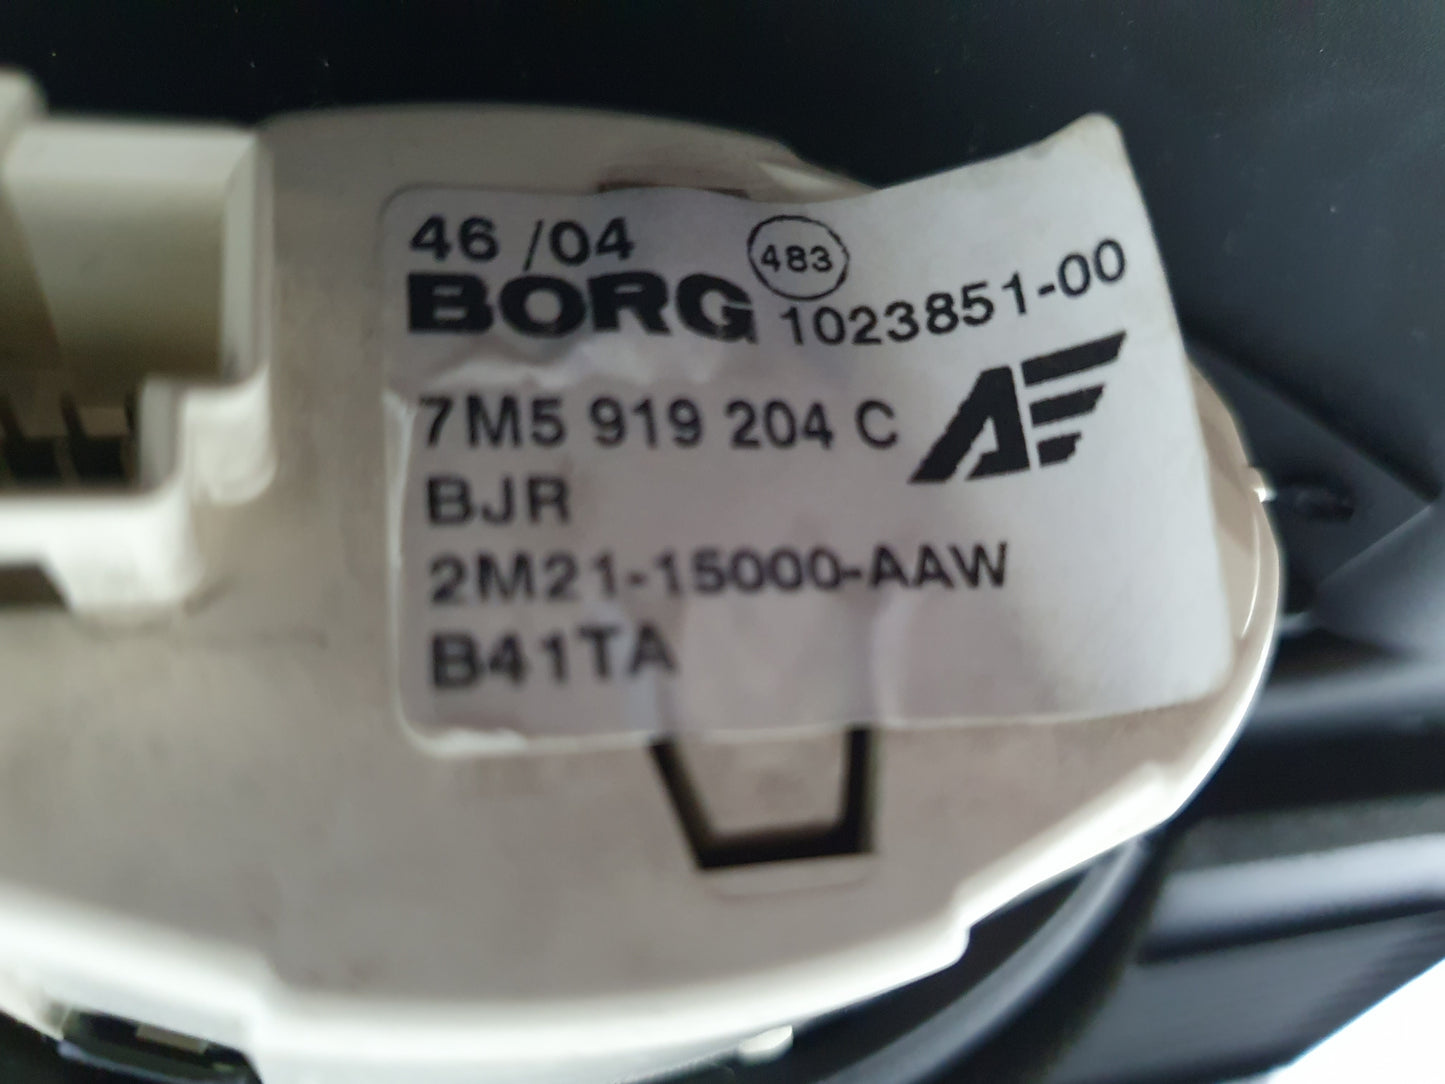 46 /04
483
BORG 1023851-00
7M5 919 204 C
BJR
2M21-15000-AAW
B41TA